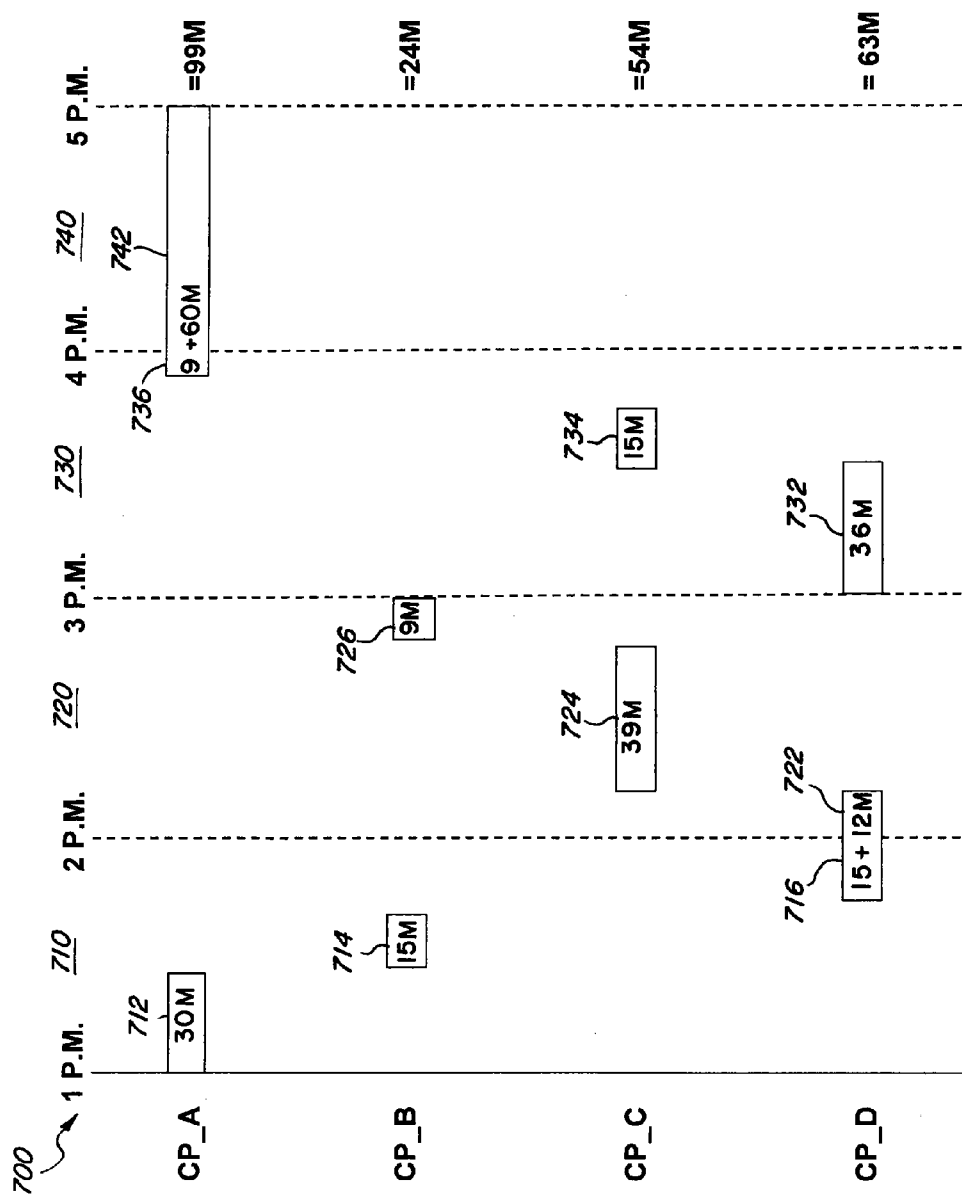 700
1 P.M. 2 P.M. 3 P.M. 4 P.M. 5 P.M.
710 720 730 740
712 736 742
CP_A 30M 9+60M =99M
714 726
CP_B 15M 9M =24M
724 734
CP_C 39M 15M =54M
716 722 732
CP_D 15+12M 36M = 63M